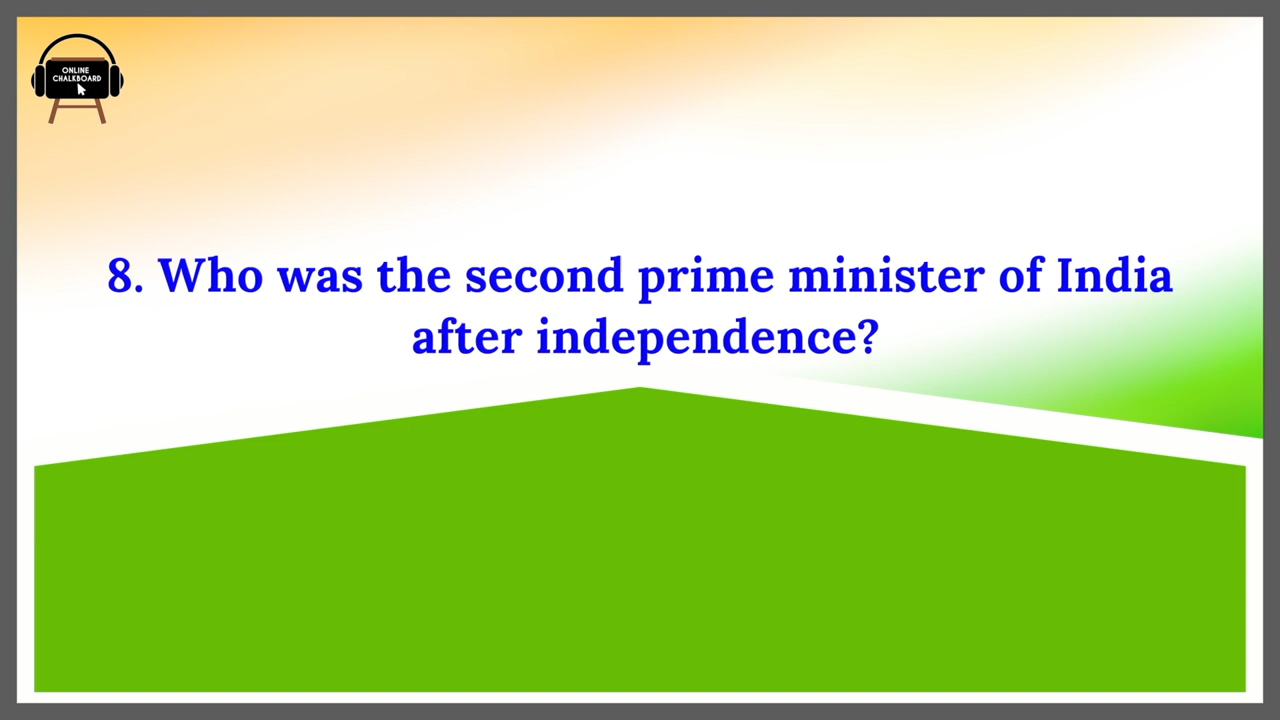 ONLINE
CHALKBOARD
8. Who was the second prime minister of India
after independence?